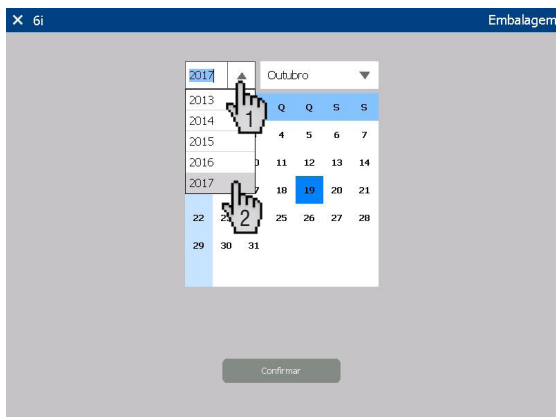 6i Embalagem
2017 Outubro
2013 Q Q S S
1
2014 4 5 6 7
2015
2016 11 12 13 14
2017 18 19 20 21
2
22 25 26 27 28
29 30 31
Confirmar